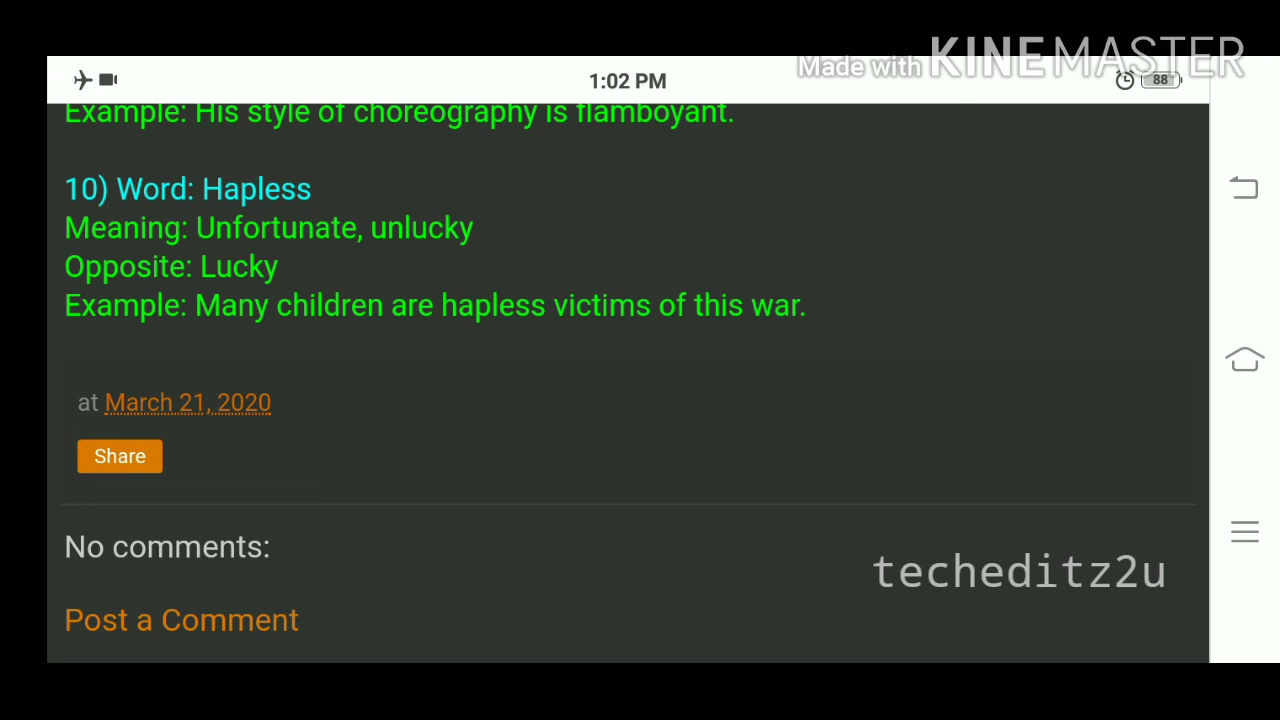 Made with KINEMASTER
1:02 PM
88
Example: His style of choreography is flamboyant.
10) Word: Hapless
Meaning: Unfortunate, unlucky
Opposite: Lucky
Example: Many children are hapless victims of this war.
at March 21, 2020
Share
No comments:
techeditz2u
Post a Comment